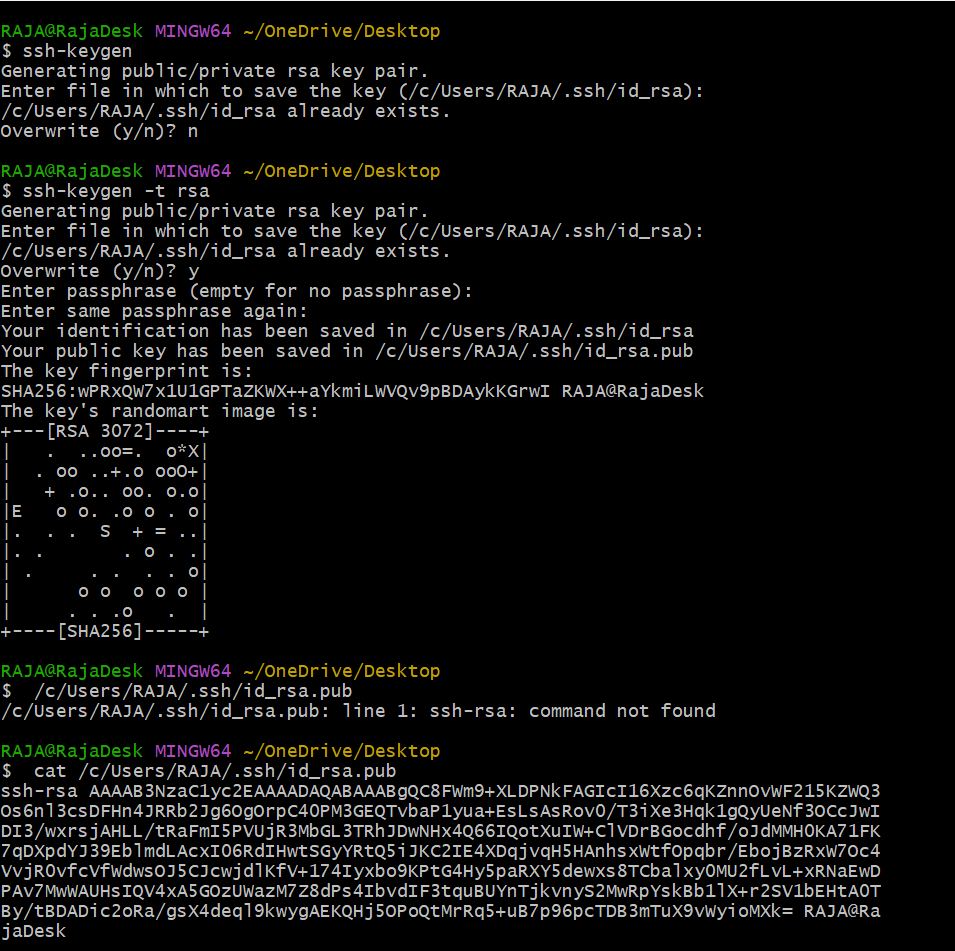 RAJA@RajaDesk MINGW64 ~/OneDrive/Desktop
$ ssh-keygen
Generating public/private rsa key pair.
Enter file in which to save the key (/c/Users/RAJA/.ssh/id_rsa):
/c/Users/RAJA/.ssh/id_rsa already exists.
Overwrite (y/n)? n
RAJA@RajaDesk MINGW64 ~/OneDrive/Desktop
$ ssh-keygen -t rsa
Generating public/private rsa key pair.
Enter file in which to save the key (/c/Users/RAJA/.ssh/id_rsa):
/c/Users/RAJA/.ssh/id_rsa already exists.
Overwrite (y/n)? y
Enter passphrase (empty for no passphrase):
Enter same passphrase again:
Your identification has been saved in /c/Users/RAJA/.ssh/id_rsa
Your public key has been saved in /c/Users/RAJA/.ssh/id_rsa.pub
The key fingerprint is:
SHA256:wPRxQW7x1U1GPTaZKWX++aYkmiLWVQv9pBDAykKGrwI RAJA@RajaDesk
The key's randomart image is:
+---[RSA 3072]----+
|   .  ..oo=.  o*X|
|  . oo ..+.o ooO+|
|   + .o.. oo. o.o|
|E   o o. .o o . o|
|.  . .  S  + = ..|
|. .       . o . .|
| .     . .  . . o|
|      o o  o o o |
|     . . .o   .  |
+----[SHA256]-----+
RAJA@RajaDesk MINGW64 ~/OneDrive/Desktop
$  /c/Users/RAJA/.ssh/id_rsa.pub
/c/Users/RAJA/.ssh/id_rsa.pub: line 1: ssh-rsa: command not found
RAJA@RajaDesk MINGW64 ~/OneDrive/Desktop
$  cat /c/Users/RAJA/.ssh/id_rsa.pub
ssh-rsa AAAAB3NzaC1yc2EAAAADAQABAAABgQC8FWm9+XLDPNkFAGIcI16Xzc6qKZnnOvWF215KZWQ3
Os6nl3csDFHn4JRRb2Jg6OgOrpC4OPM3GEQTvbaP1yua+EsLsAsRov0/T3iXe3Hqk1gQyUeNf3OCcJwI
DI3/wxrsjAHLL/tRaFmI5PVUjR3MbGL3TRhJDwNHx4Q66IQotXuIW+ClVDrBGocdhf/oJdMMH0KA71FK
7qDXpdYJ39EblmdLAcxIO6RdIHwtSGyYRtQ5iJKC2IE4XDqjvqH5HAnhsxWtfOpqbr/EbojBzRxW7Oc4
VvjR0vfcVfWdwsOJ5CJcwjdlKfV+174Iyxbo9KPtG4Hy5paRXY5dewxs8TCbalxy0MU2fLvL+xRNaEwD
PAv7MwWAUHsIQV4xA5GOzUWazM7Z8dPs4IbvdIF3tquBUYnTjkvnyS2MwRpYskBb1lX+r2SV1bEHtA0T
By/tBDADic2oRa/gsX4deql9kwygAEKQHj5OPoQtMrRq5+uB7p96pcTDB3mTuX9vWyioMXk= RAJA@Ra
jaDesk